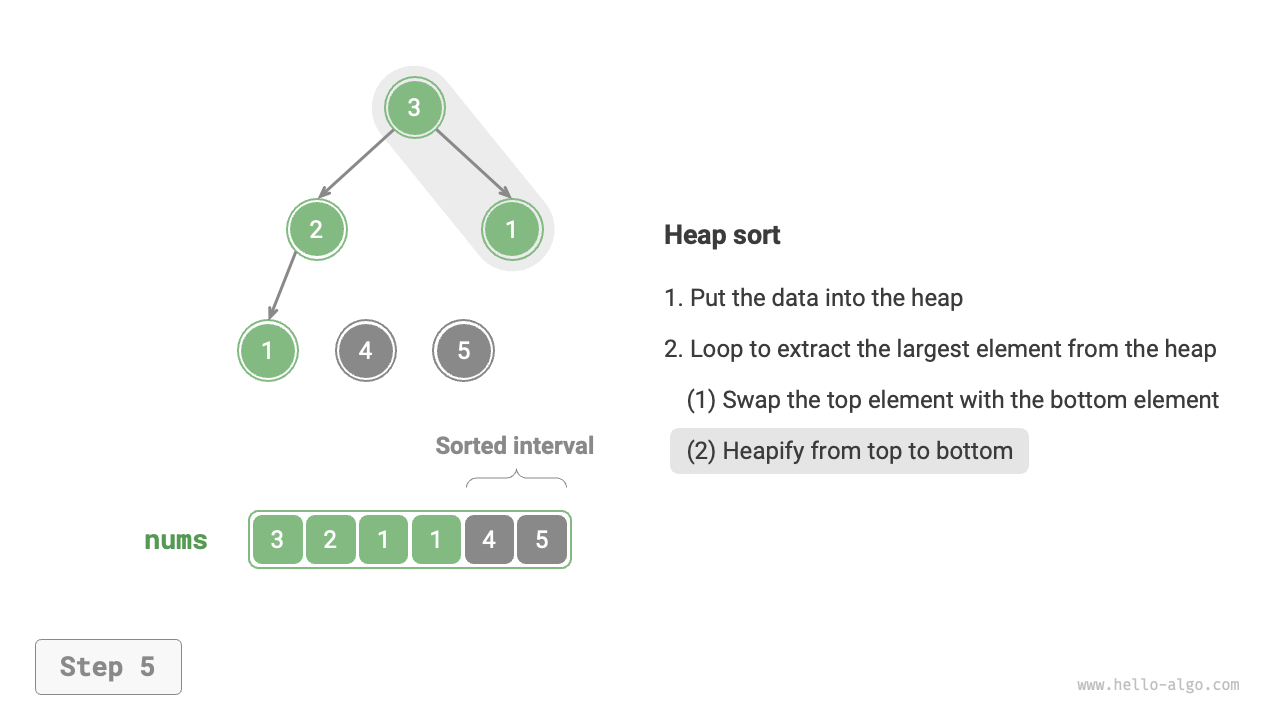 3
2 1
1 4 5
Heap sort
1. Put the data into the heap
2. Loop to extract the largest element from the heap
(1) Swap the top element with the bottom element
(2) Heapify from top to bottom
Sorted interval
nums 3 2 1 1 4 5
Step 5
www.hello-algo.com